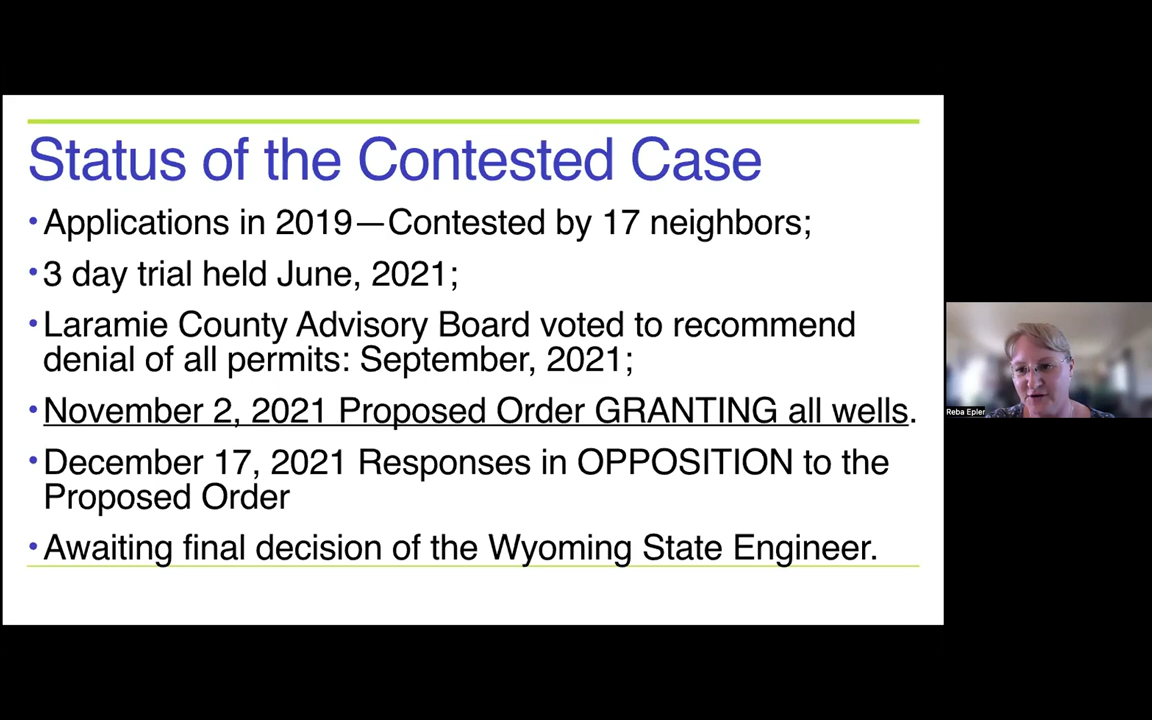 Status of the Contested Case
•Applications in 2019—Contested by 17 neighbors;
•3 day trial held June, 2021;
•Laramie County Advisory Board voted to recommend
denial of all permits: September, 2021;
•November 2, 2021 Proposed Order GRANTING all wells.
•December 17, 2021 Responses in OPPOSITION to the
Proposed Order
•Awaiting final decision of the Wyoming State Engineer.
Reba Epler